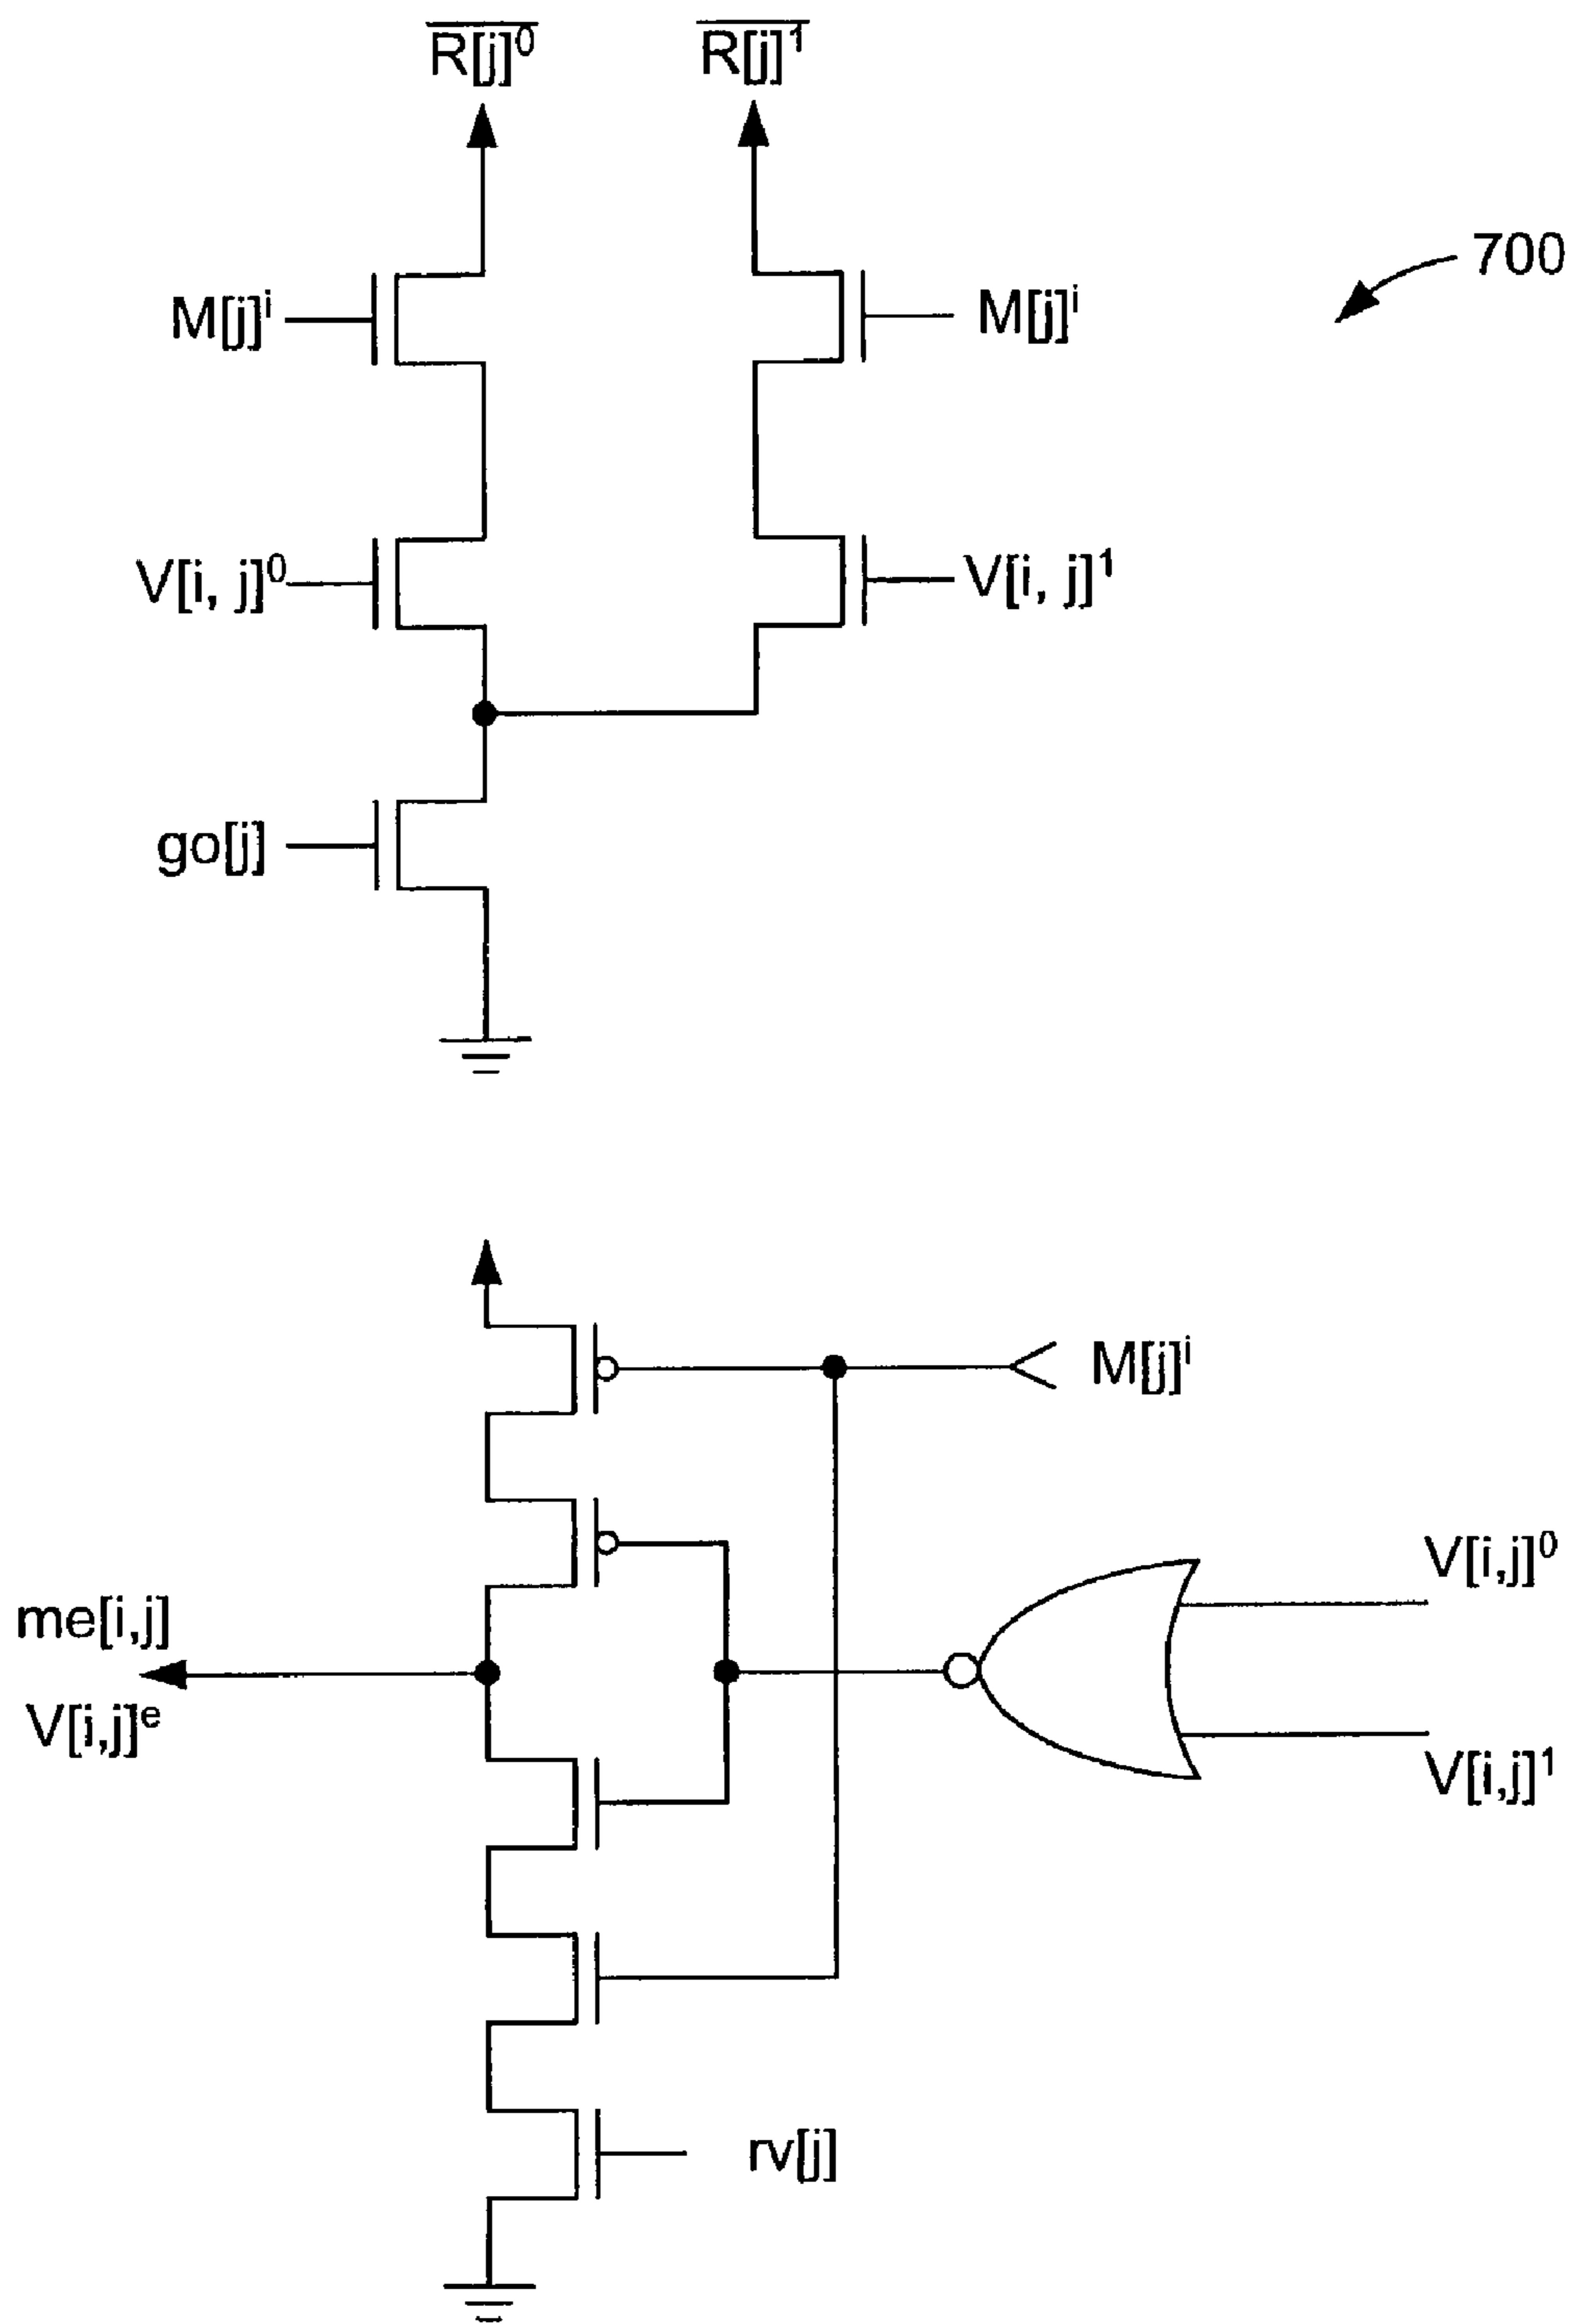 R[j]⁰ R[j]¹
700
M[j]ⁱ M[j]ⁱ
V[i, j]⁰ V[i, j]¹
go[j]
M[j]ⁱ
V[i,j]⁰
me[i,j]
V[i,j]ᵉ
V[i,j]¹
rv[j]